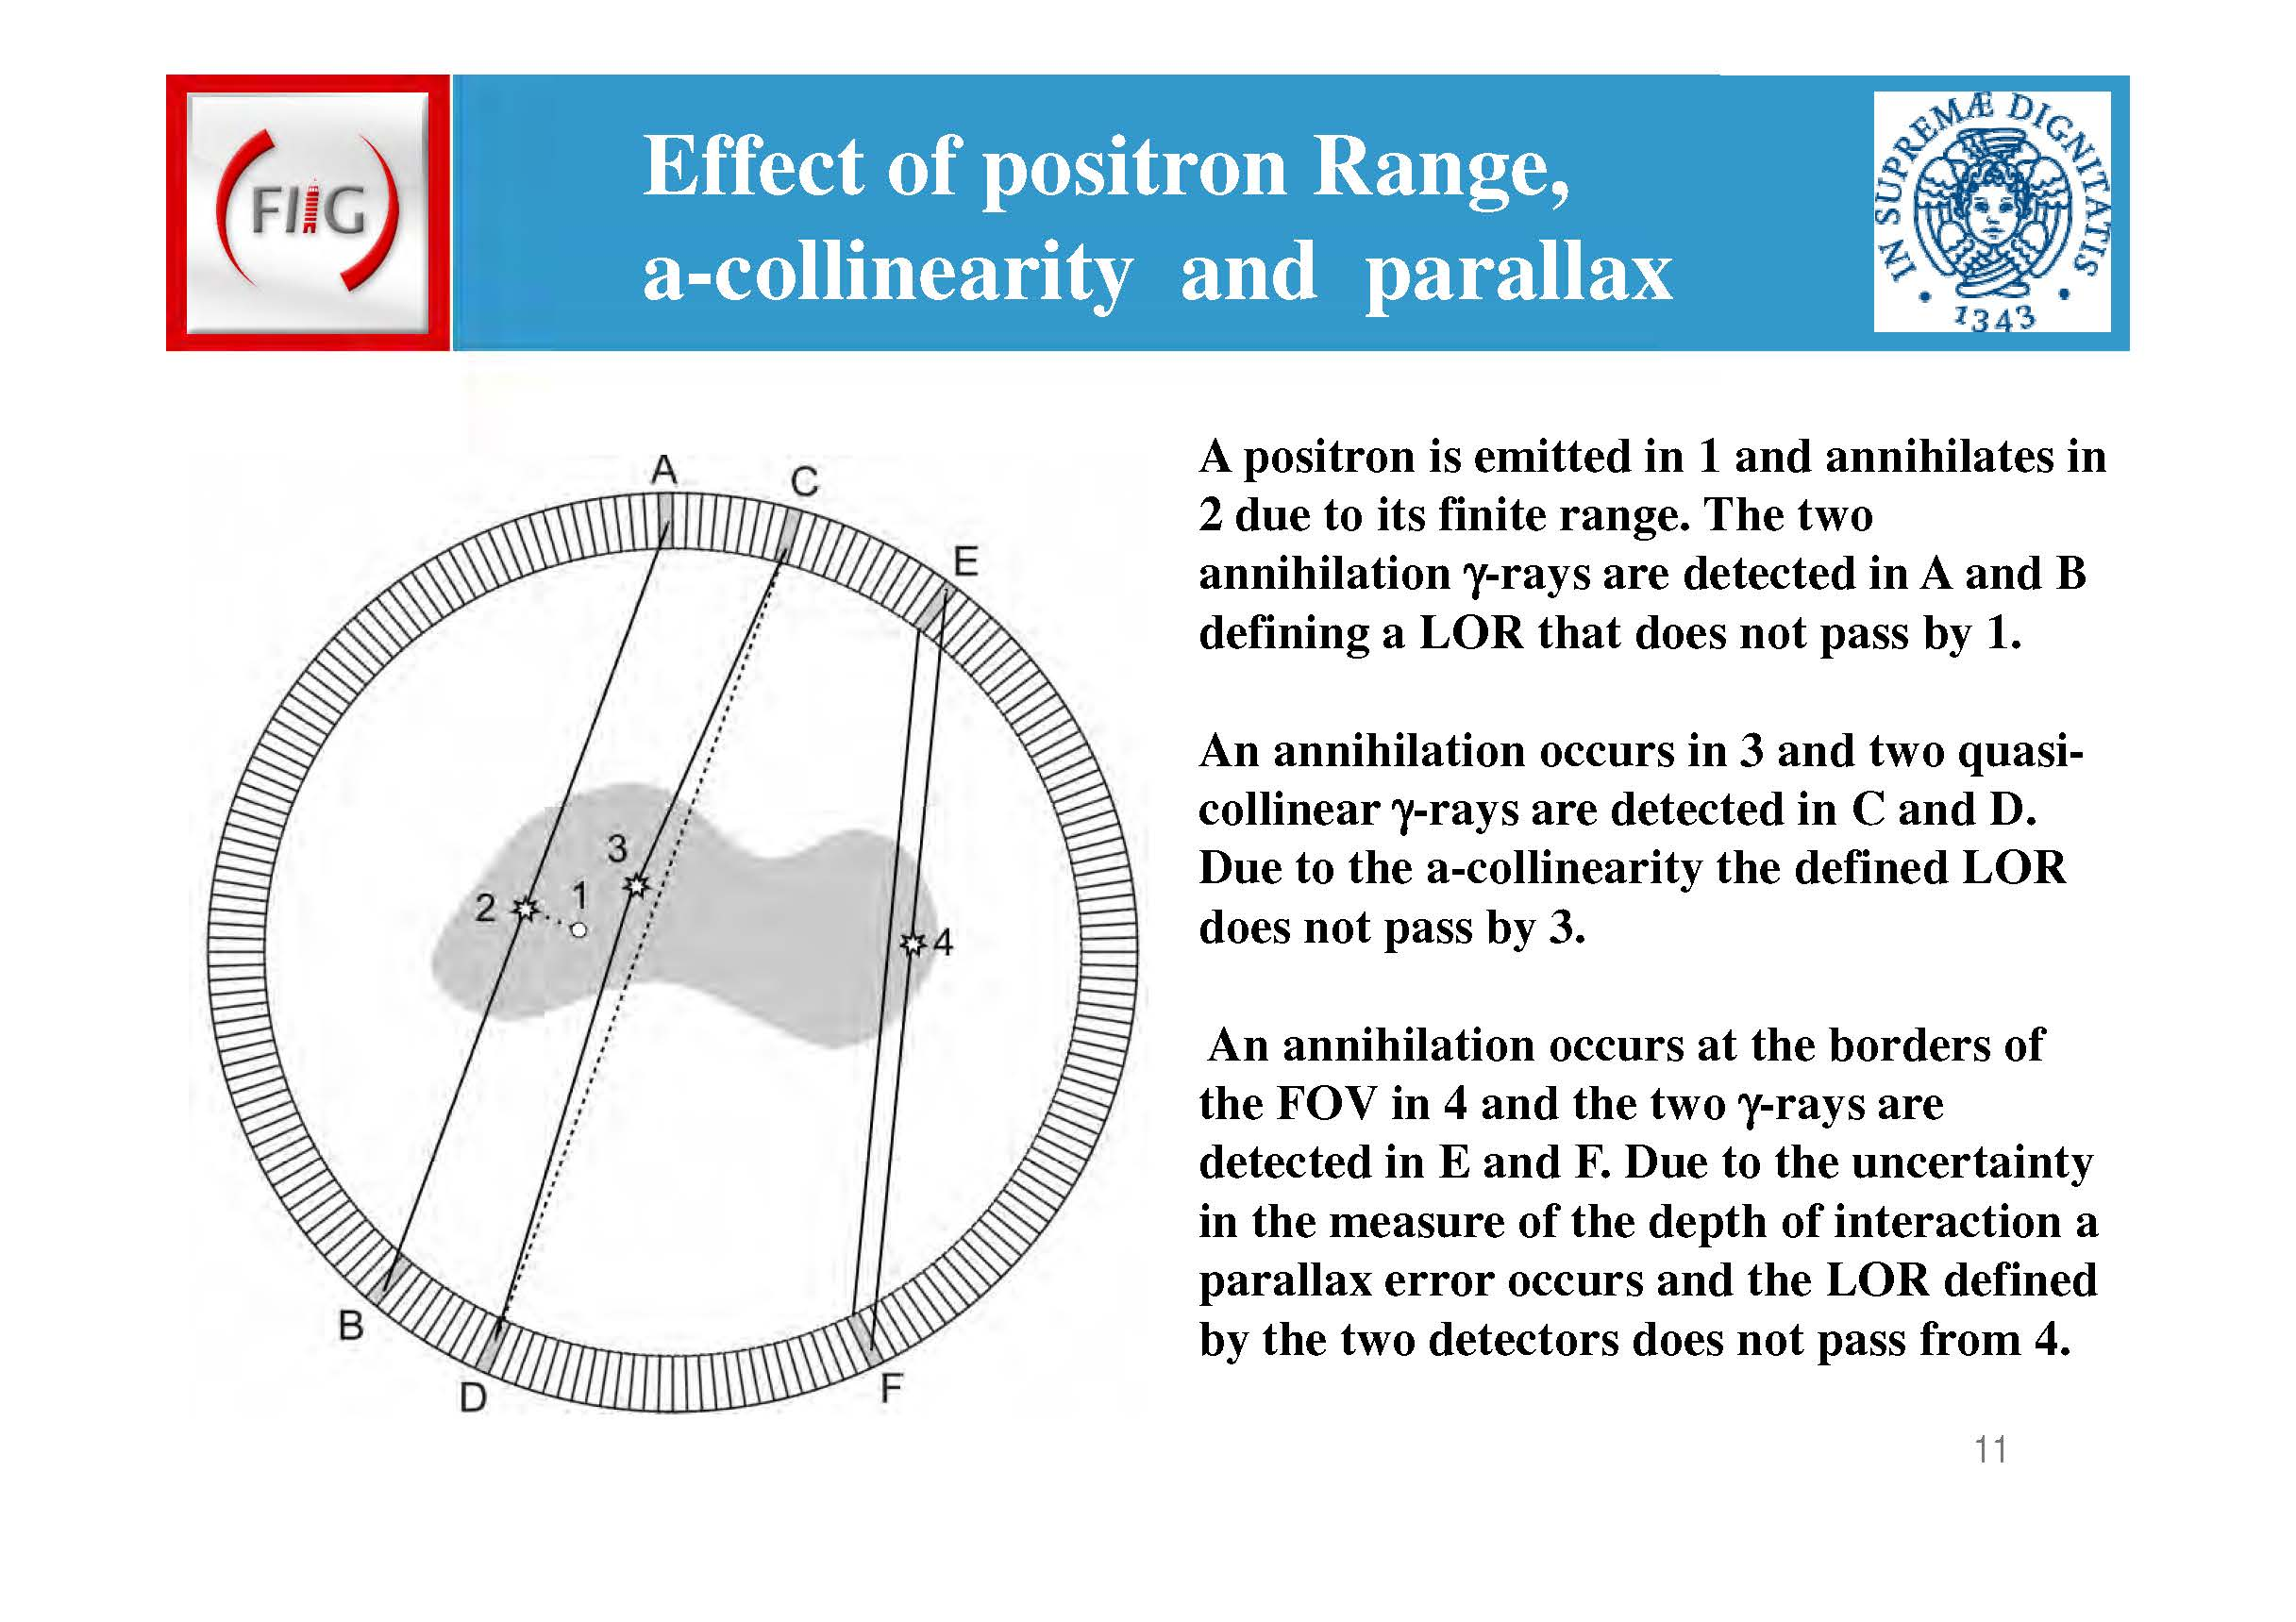 FIIG
Effect of positron Range,
a-collinearity and parallax
IN SUPREMÆ DIGNITATIS
• 1343 •
A positron is emitted in 1 and annihilates in
2 due to its finite range. The two
annihilation γ-rays are detected in A and B
defining a LOR that does not pass by 1.
An annihilation occurs in 3 and two quasi-
collinear γ-rays are detected in C and D.
Due to the a-collinearity the defined LOR
does not pass by 3.
An annihilation occurs at the borders of
the FOV in 4 and the two γ-rays are
detected in E and F. Due to the uncertainty
in the measure of the depth of interaction a
parallax error occurs and the LOR defined
by the two detectors does not pass from 4.
A
C
E
3
2
1
4
B
D
F
11